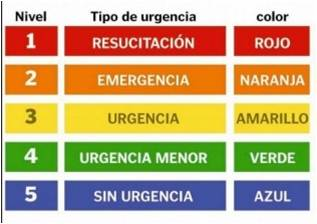 Nivel Tipo de urgencia color
1 RESUCITACIÓN ROJO
2 EMERGENCIA NARANJA
3 URGENCIA AMARILLO
4 URGENCIA MENOR VERDE
5 SIN URGENCIA AZUL